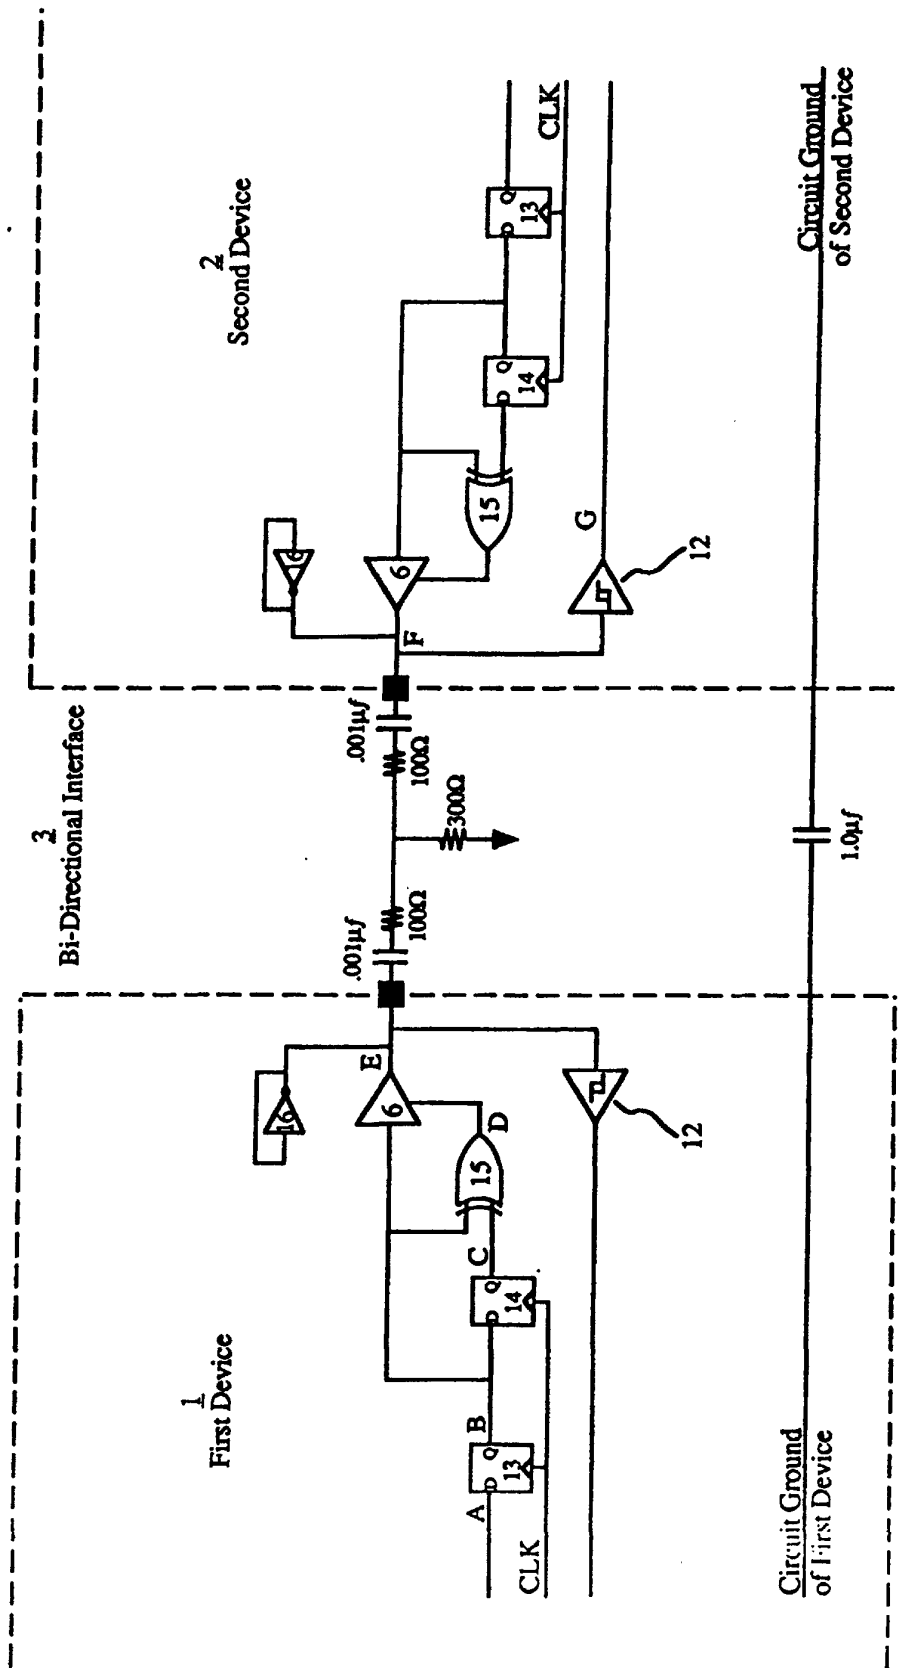 1
First Device
3
Bi-Directional Interface
2
Second Device
16
6
E
D
15
C
B
A
D Q
13
D Q
14
CLK
12
.001µf
100Ω
300Ω
100Ω
.001µf
F
6
15
D Q
14
D Q
13
CLK
G
12
Circuit Ground
of First Device
1.0µf
Circuit Ground
of Second Device